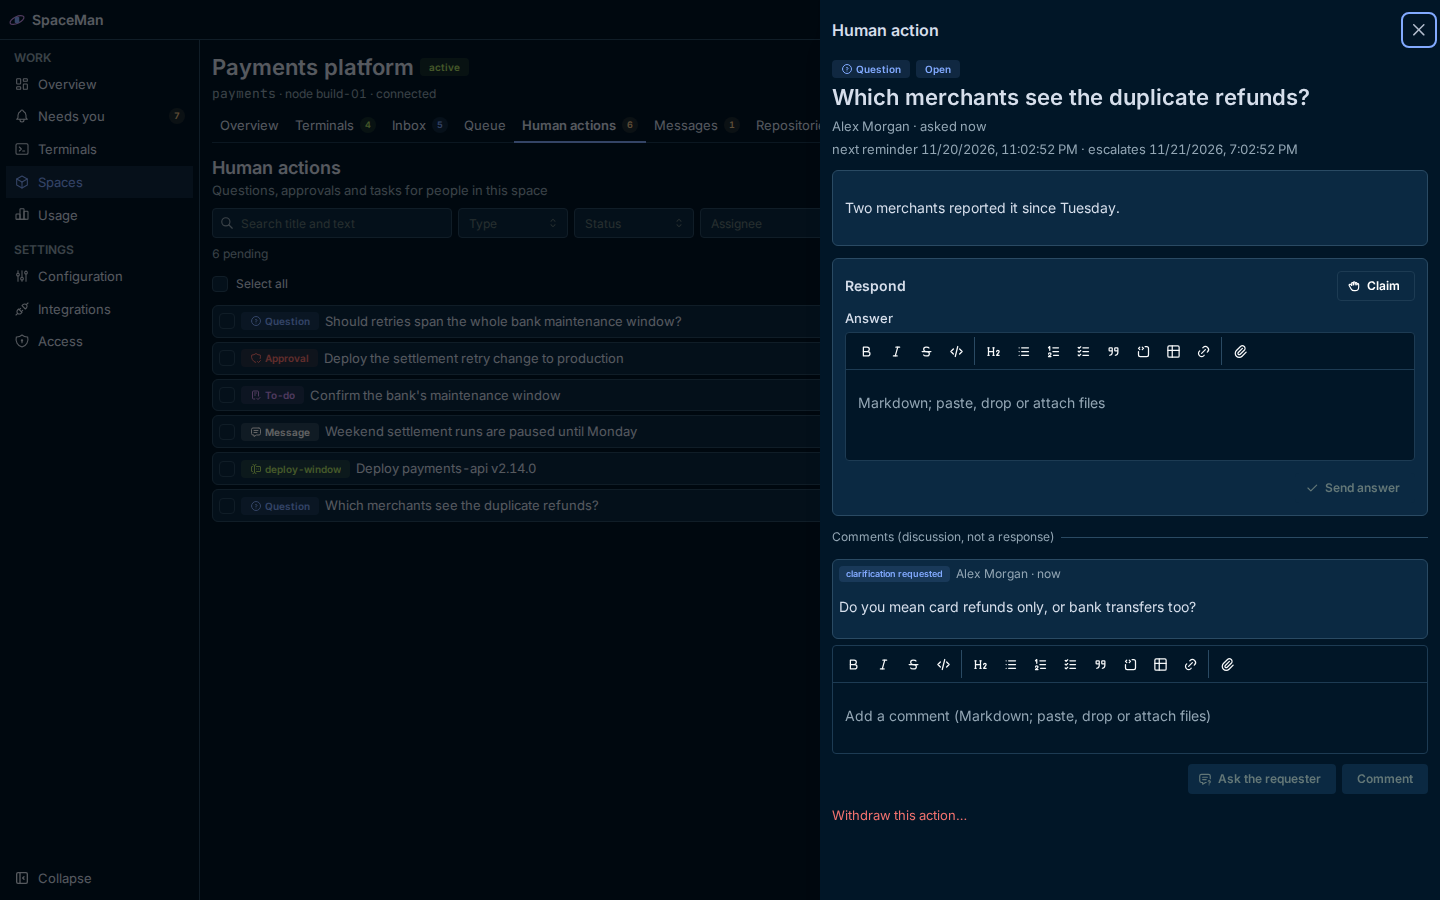 SpaceMan
WORK
Overview
Needs you 7
Terminals
Spaces
Usage
SETTINGS
Configuration
Integrations
Access
Collapse
Payments platform active
payments · node build-01 · connected
Overview Terminals 4 Inbox 5 Queue Human actions 6 Messages 1
Human actions
Questions, approvals and tasks for people in this space
Search title and text Type Status Assignee
6 pending
Select all
Question Should retries span the whole bank maintenance window?
Approval Deploy the settlement retry change to production
To-do Confirm the bank's maintenance window
Message Weekend settlement runs are paused until Monday
deploy-window Deploy payments-api v2.14.0
Question Which merchants see the duplicate refunds?
Human action
Question Open
Which merchants see the duplicate refunds?
Alex Morgan · asked now
next reminder 11/20/2026, 11:02:52 PM · escalates 11/21/2026, 7:02:52 PM
Two merchants reported it since Tuesday.
Respond Claim
Answer
H2
Markdown; paste, drop or attach files
Send answer
Comments (discussion, not a response)
clarification requested Alex Morgan · now
Do you mean card refunds only, or bank transfers too?
H2
Add a comment (Markdown; paste, drop or attach files)
Ask the requester Comment
Withdraw this action...